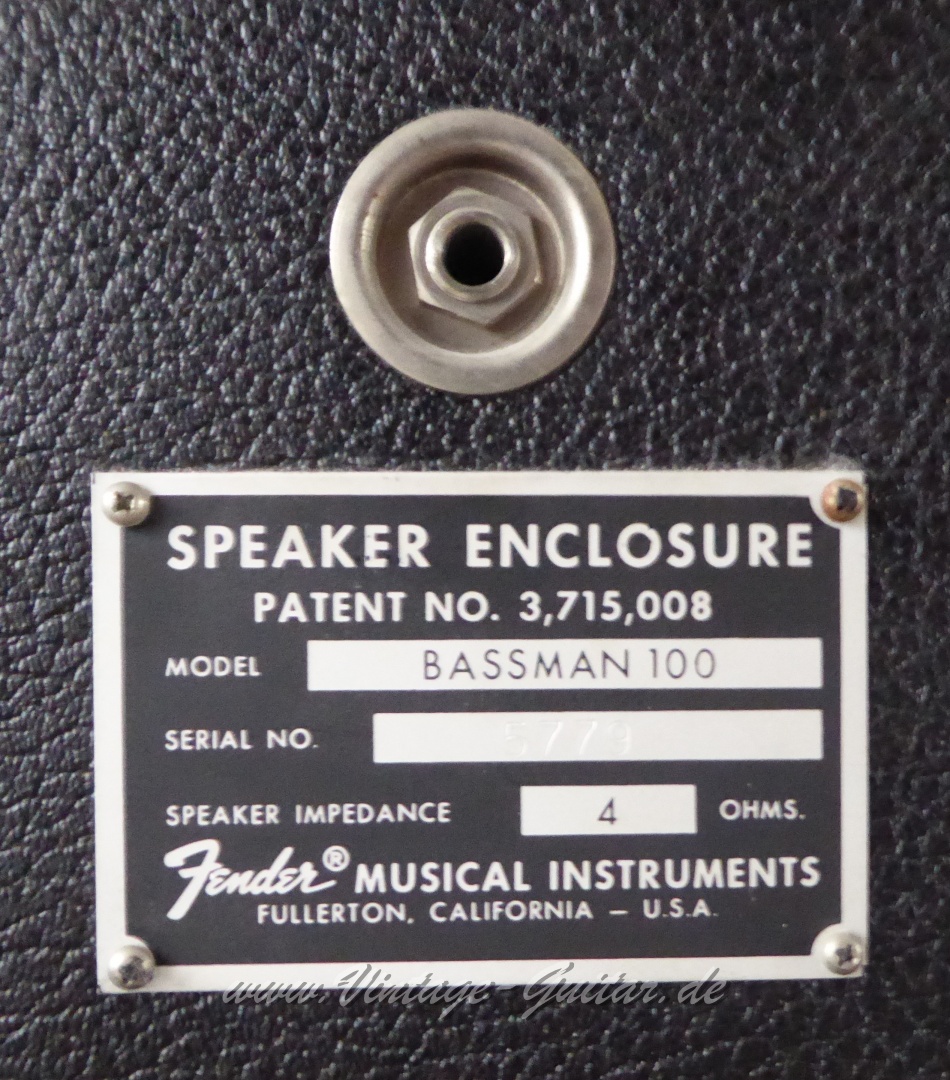 SPEAKER ENCLOSURE
PATENT NO. 3,715,008
MODEL BASSMAN 100
SERIAL NO. 5779
SPEAKER IMPEDANCE 4 OHMS.
Fender® MUSICAL INSTRUMENTS
FULLERTON, CALIFORNIA – U.S.A.
www.Vintage-Guitar.de